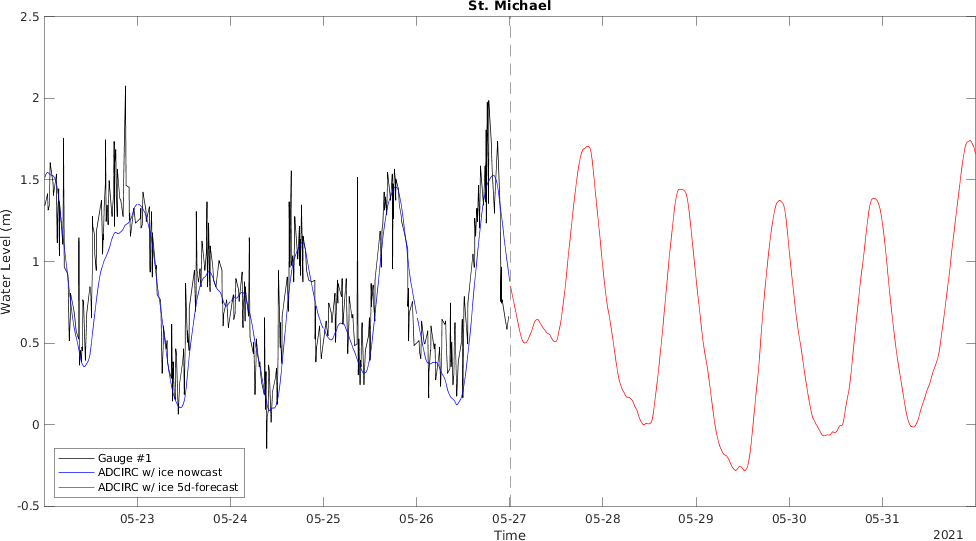 St. Michael
2.5
2
1.5
1
0.5
0
-0.5
Water Level (m)
Gauge #1
ADCIRC w/ ice nowcast
ADCIRC w/ ice 5d-forecast
05-23 05-24 05-25 05-26 05-27 05-28 05-29 05-30 05-31
Time
2021